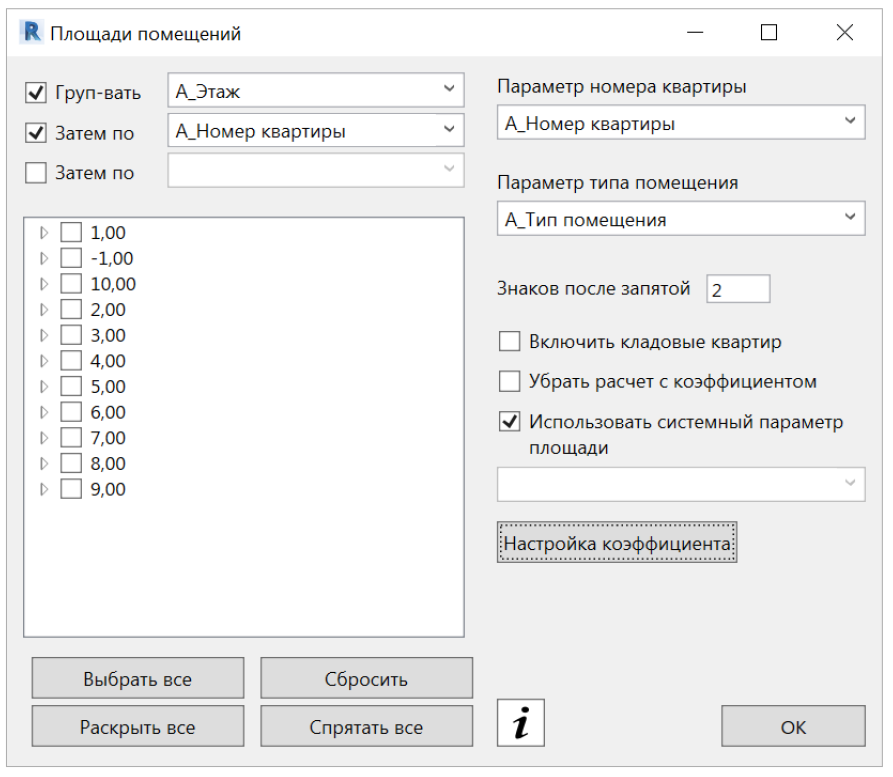 Площади помещений
Груп-вать
А_Этаж
Затем по
А_Номер квартиры
Затем по
1,00
-1,00
10,00
2,00
3,00
4,00
5,00
6,00
7,00
8,00
9,00
Выбрать все
Сбросить
Раскрыть все
Спрятать все
Параметр номера квартиры
А_Номер квартиры
Параметр типа помещения
А_Тип помещения
Знаков после запятой
2
Включить кладовые квартир
Убрать расчет с коэффициентом
Использовать системный параметр
площади
Настройка коэффициента
i
ОК